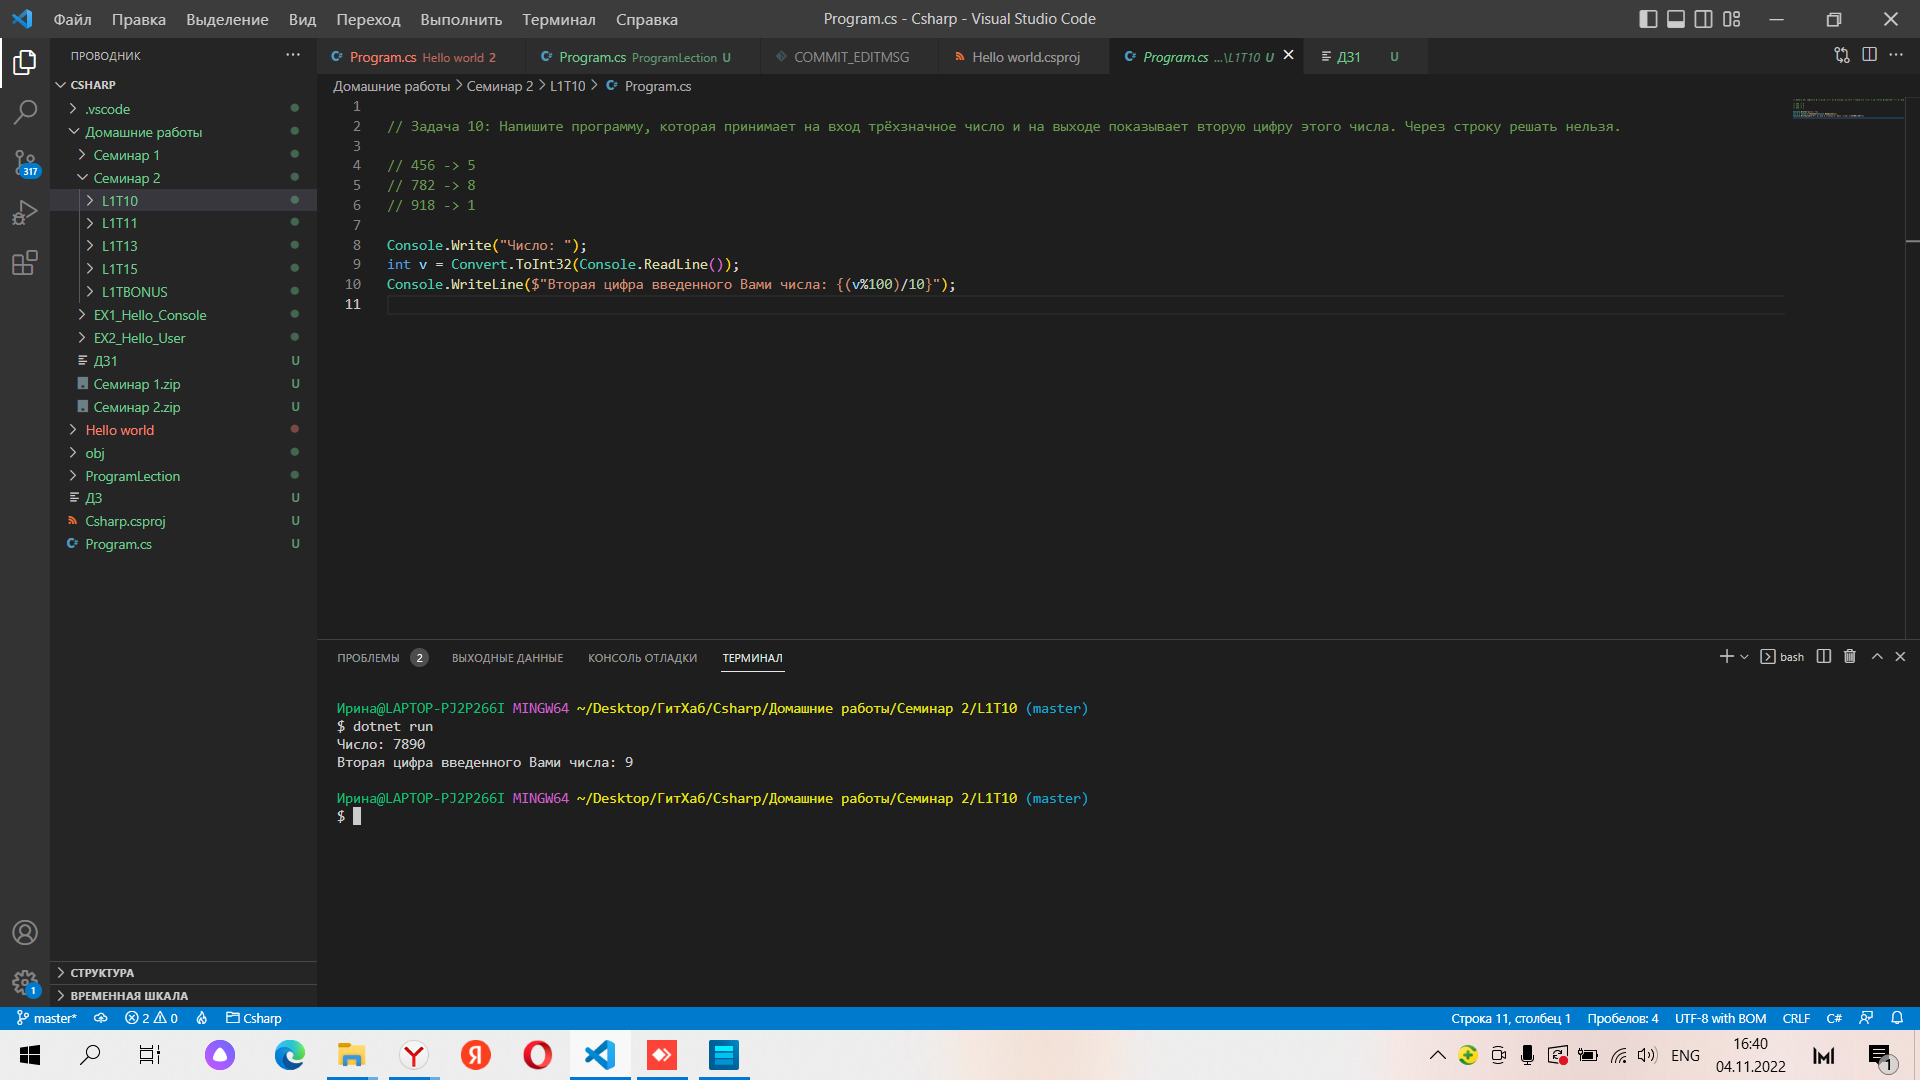 Файл Правка Выделение Вид Переход Выполнить Терминал Справка
Program.cs - Csharp - Visual Studio Code
ПРОВОДНИК
CSHARP
.vscode
Домашние работы
Семинар 1
Семинар 2
L1T10
L1T11
L1T13
L1T15
L1TBONUS
EX1_Hello_Console
EX2_Hello_User
ДЗ1 U
Семинар 1.zip U
Семинар 2.zip U
Hello world
obj
ProgramLection
ДЗ U
Csharp.csproj U
Program.cs U
СТРУКТУРА
ВРЕМЕННАЯ ШКАЛА
317
1
Program.cs Hello world 2
Program.cs ProgramLection U
COMMIT_EDITMSG
Hello world.csproj
Program.cs ...\L1T10 U
ДЗ1 U
Домашние работы > Семинар 2 > L1T10 > Program.cs
1
2 // Задача 10: Напишите программу, которая принимает на вход трёхзначное число и на выходе показывает вторую цифру этого числа. Через строку решать нельзя.
3
4 // 456 -> 5
5 // 782 -> 8
6 // 918 -> 1
7
8 Console.Write("Число: ");
9 int v = Convert.ToInt32(Console.ReadLine());
10 Console.WriteLine($"Вторая цифра введенного Вами числа: {(v%100)/10}");
11
ПРОБЛЕМЫ 2 ВЫХОДНЫЕ ДАННЫЕ КОНСОЛЬ ОТЛАДКИ ТЕРМИНАЛ
bash
Ирина@LAPTOP-PJ2P266I MINGW64 ~/Desktop/ГитХаб/Csharp/Домашние работы/Семинар 2/L1T10 (master)
$ dotnet run
Число: 7890
Вторая цифра введенного Вами числа: 9
Ирина@LAPTOP-PJ2P266I MINGW64 ~/Desktop/ГитХаб/Csharp/Домашние работы/Семинар 2/L1T10 (master)
$
master* 2 0 Csharp
Строка 11, столбец 1 Пробелов: 4 UTF-8 with BOM CRLF C#
ENG
16:40
04.11.2022
1